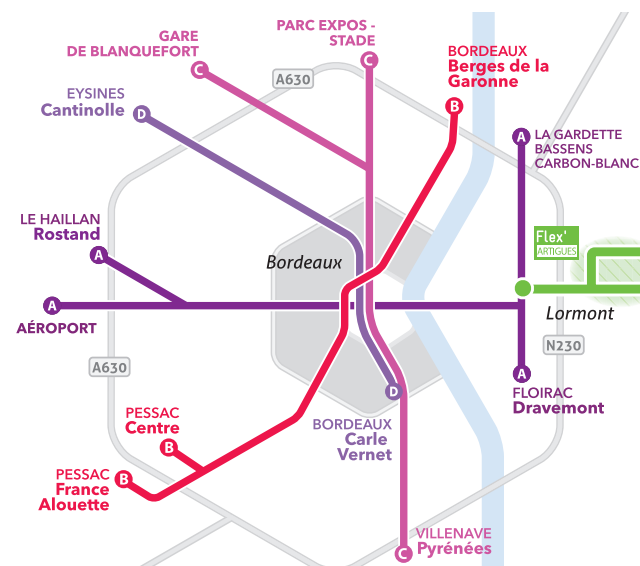 PARC EXPOS -
STADE
GARE
DE BLANQUEFORT
C
C
A630
BORDEAUX
Berges de la
Garonne
B
EYSINES
Cantinolle
D
A
LA GARDETTE
BASSENS
CARBON-BLANC
LE HAILLAN
Rostand
A
Flex'
ARTIGUES
Bordeaux
A
AÉROPORT
Lormont
N230
A630
A
FLOIRAC
Dravemont
D
BORDEAUX
Carle
Vernet
PESSAC
Centre
B
PESSAC
France
Alouette
B
VILLENAVE
Pyrénées
C